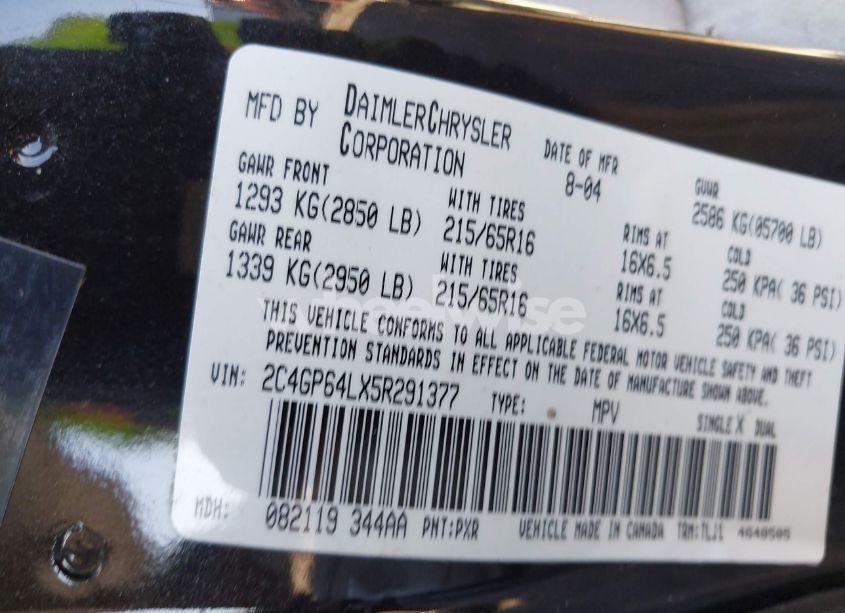 MFD BY DAIMLERCHRYSLER CORPORATION
DATE OF MFR 8-04
GVWR 2586 KG(05700 LB)
GAWR FRONT 1293 KG(2850 LB)
WITH TIRES 215/65R16
RIMS AT 16X6.5
COLD 250 KPA( 36 PSI)
GAWR REAR 1339 KG(2950 LB)
WITH TIRES 215/65R16
RIMS AT 16X6.5
COLD 250 KPA( 36 PSI)
THIS VEHICLE CONFORMS TO ALL APPLICABLE FEDERAL MOTOR VEHICLE SAFETY AND THEFT
PREVENTION STANDARDS IN EFFECT ON THE DATE OF MANUFACTURE SHOWN ABOVE.
VIN: 2C4GP64LX5R291377 TYPE: MPV SINGLE X DUAL
MDH: 082119 344AA PNT:PXR VEHICLE MADE IN CANADA TRM:TLJ1 4648505
wheelwise